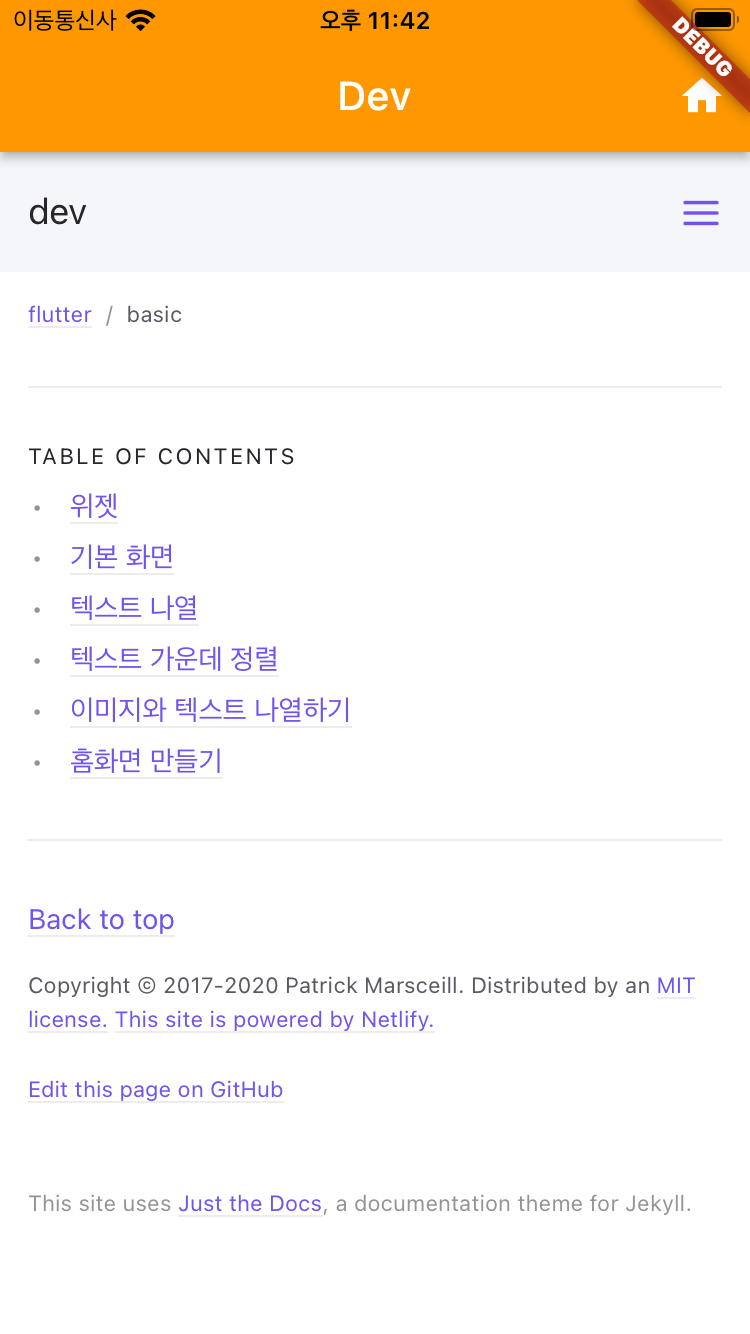 이동통신사 오후 11:42
DEBUG
Dev
dev
flutter / basic
TABLE OF CONTENTS
• 위젯
• 기본 화면
• 텍스트 나열
• 텍스트 가운데 정렬
• 이미지와 텍스트 나열하기
• 홈화면 만들기
Back to top
Copyright © 2017-2020 Patrick Marsceill. Distributed by an MIT
license. This site is powered by Netlify.
Edit this page on GitHub
This site uses Just the Docs, a documentation theme for Jekyll.